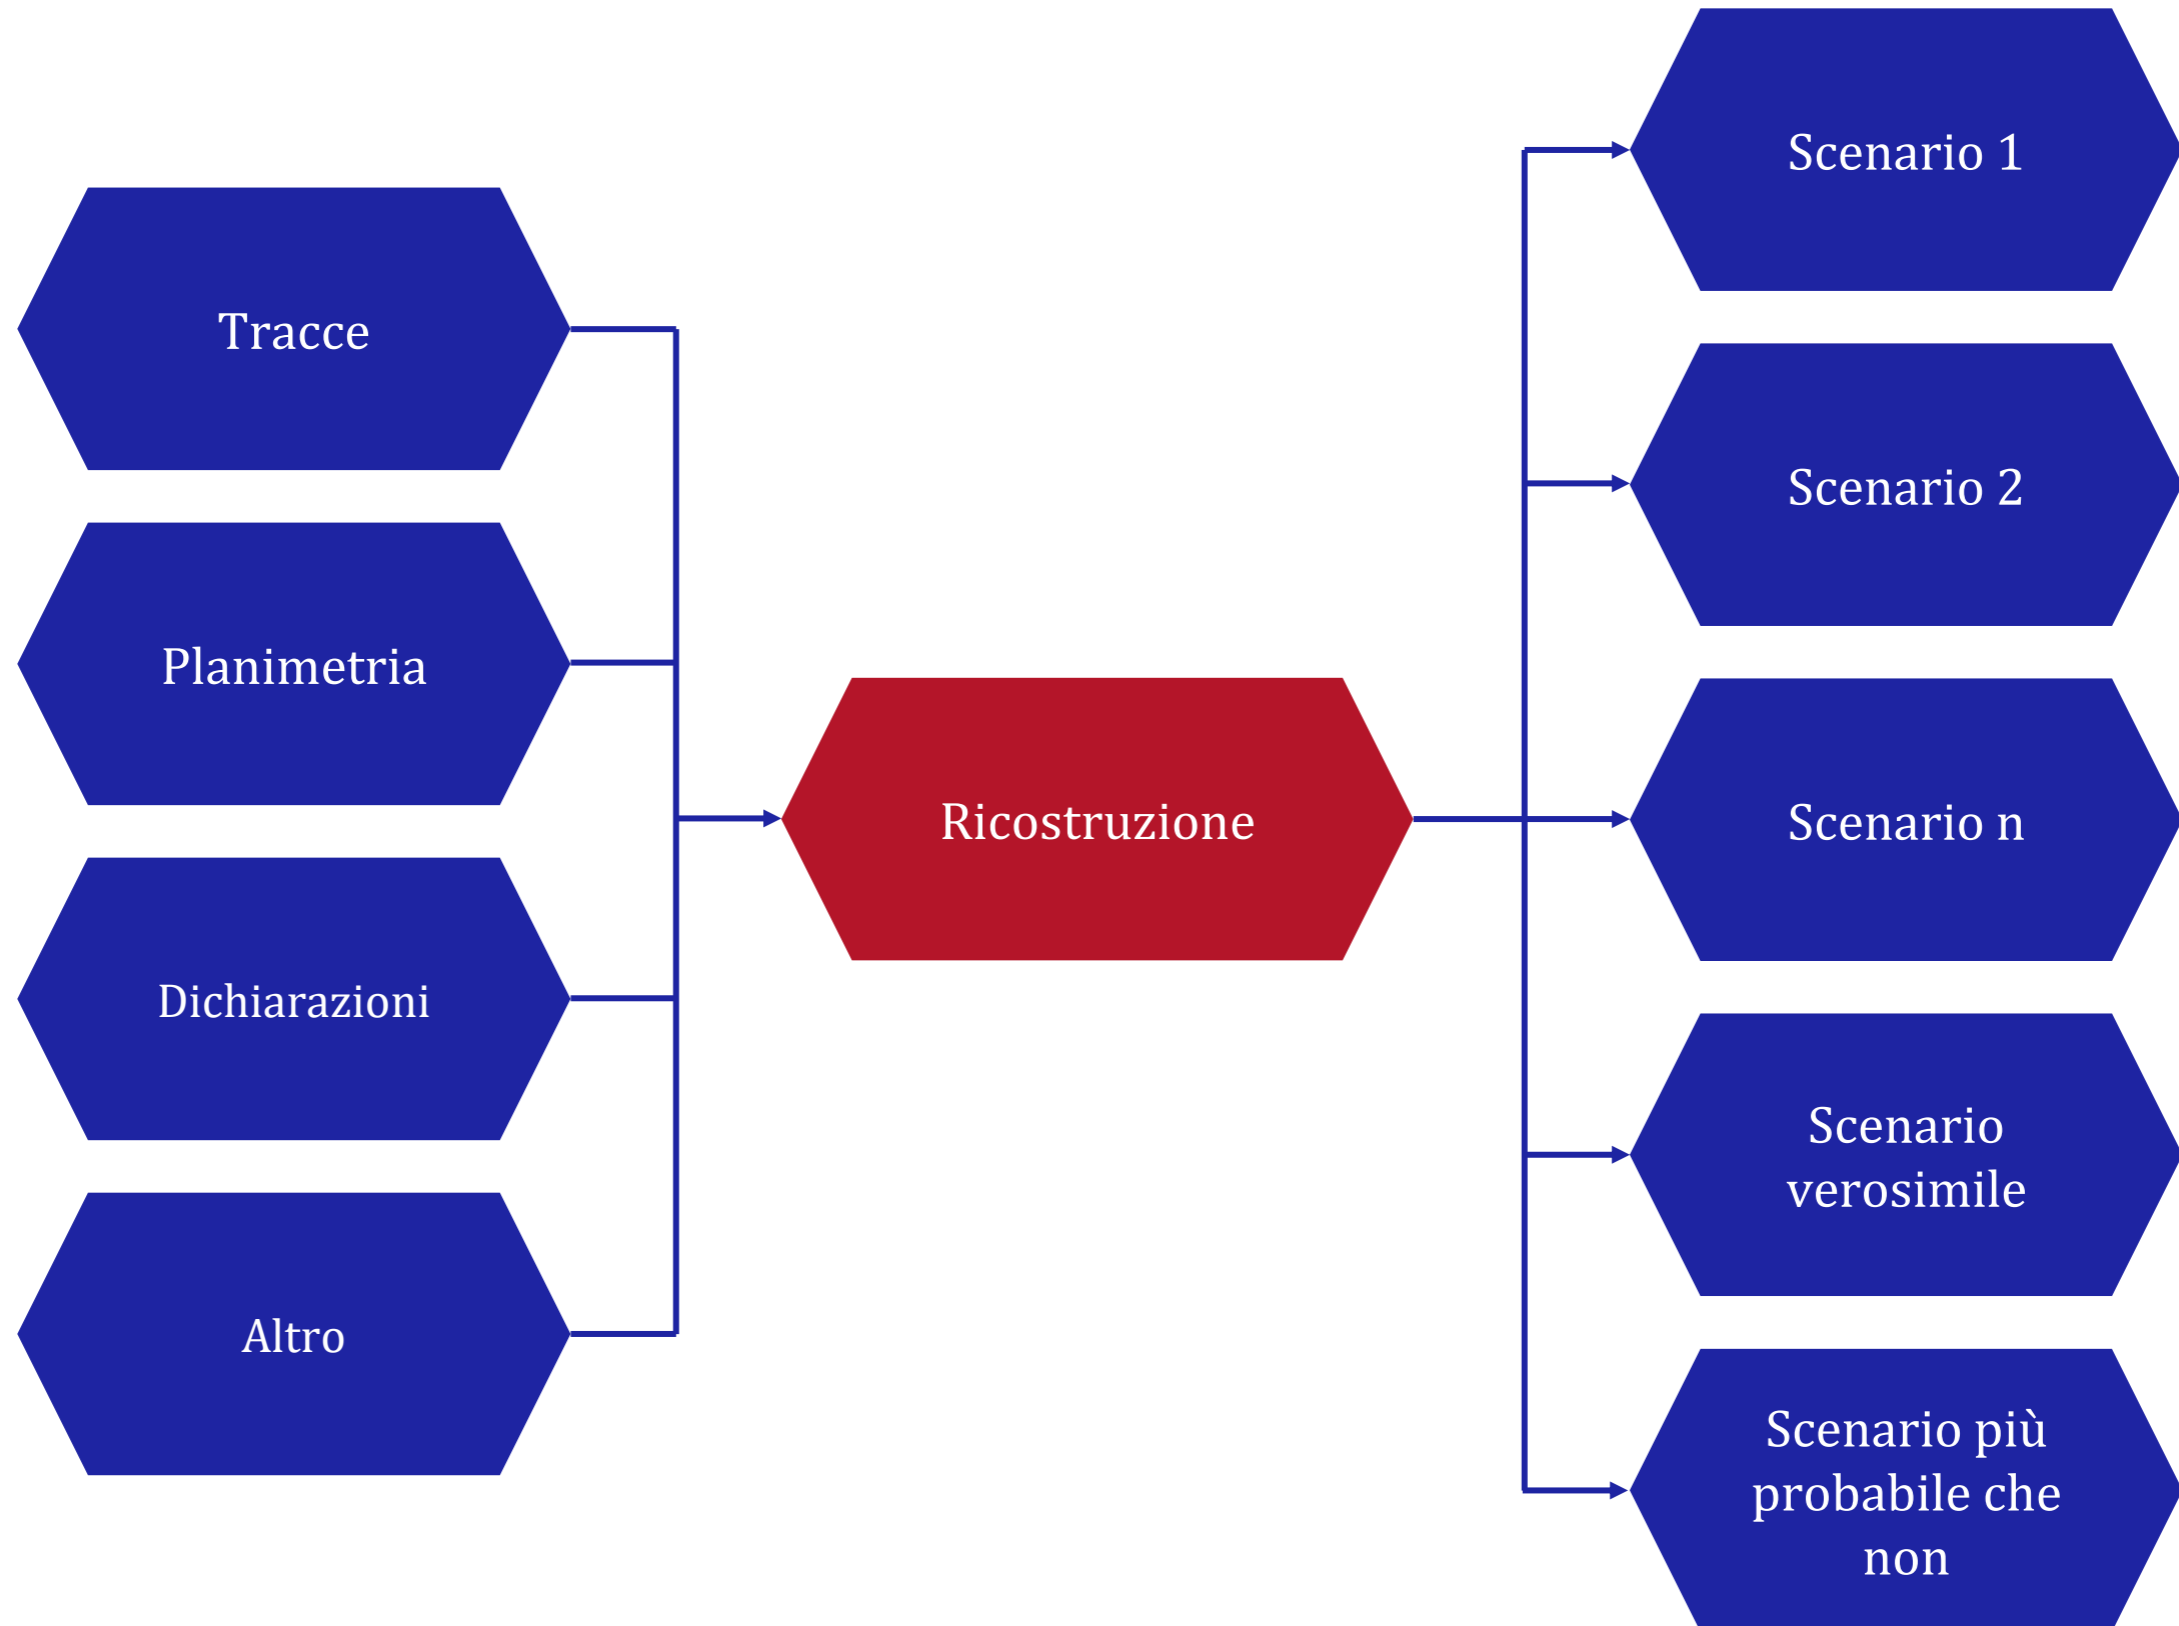 Tracce
Planimetria
Dichiarazioni
Altro
Ricostruzione
Scenario 1
Scenario 2
Scenario n
Scenario
verosimile
Scenario più
probabile che
non